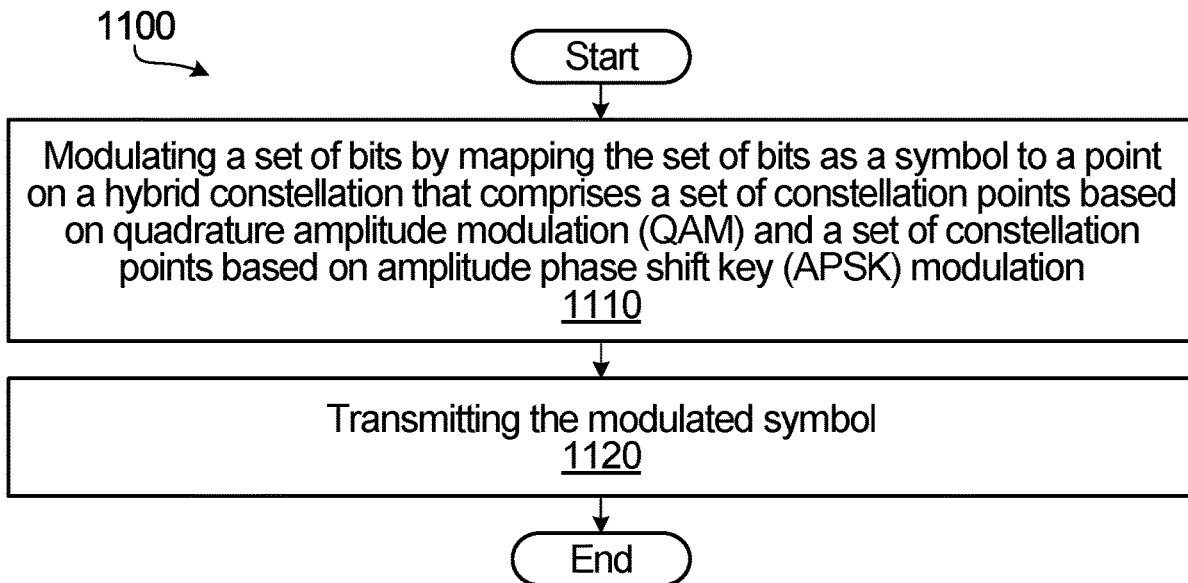 1100
Start
Modulating a set of bits by mapping the set of bits as a symbol to a point
on a hybrid constellation that comprises a set of constellation points based
on quadrature amplitude modulation (QAM) and a set of constellation
points based on amplitude phase shift key (APSK) modulation
1110
Transmitting the modulated symbol
1120
End